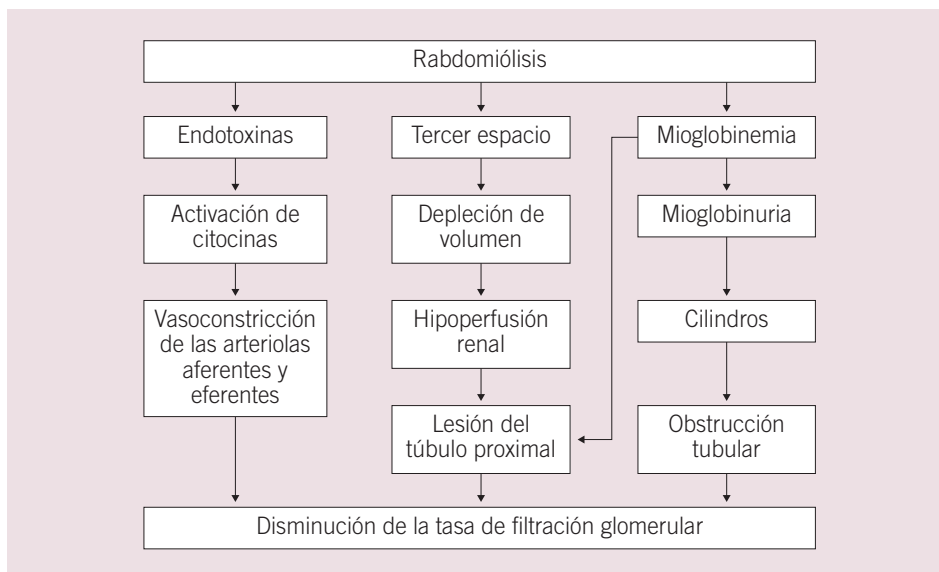 Rabdomiólisis
Endotoxinas
Tercer espacio
Mioglobinemia
Activación de
citocinas
Depleción de
volumen
Mioglobinuria
Vasoconstricción
de las arteriolas
aferentes y
eferentes
Hipoperfusión
renal
Cilindros
Lesión del
túbulo proximal
Obstrucción
tubular
Disminución de la tasa de filtración glomerular